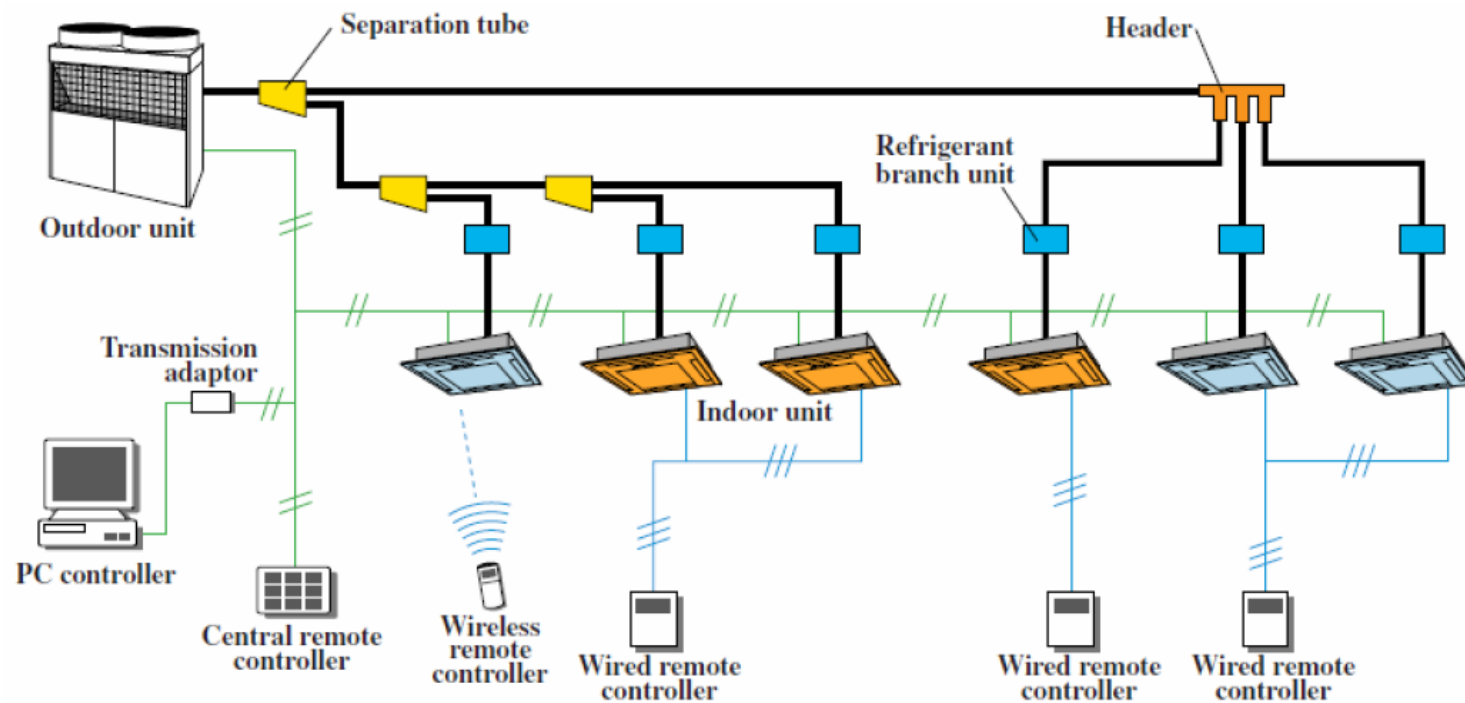 Separation tube
Header
Refrigerant
branch unit
Outdoor unit
Transmission
adaptor
Indoor unit
PC controller
Central remote
controller
Wireless
remote
controller
Wired remote
controller
Wired remote
controller
Wired remote
controller